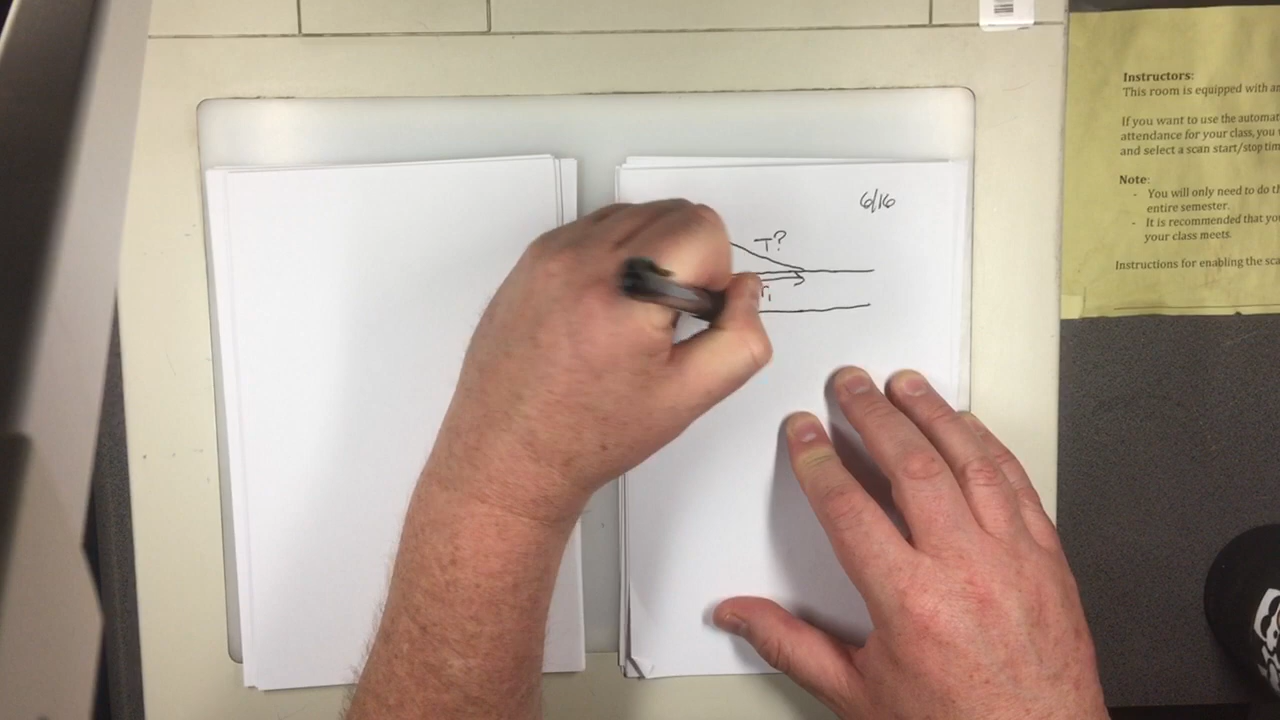 6/16
T?
r₁
Instructors:
This room is equipped with an
If you want to use the automat
attendance for your class, you
and select a scan start/stop tim
Note:
- You will only need to do th
entire semester.
- It is recommended that you
your class meets.
Instructions for enabling the sca